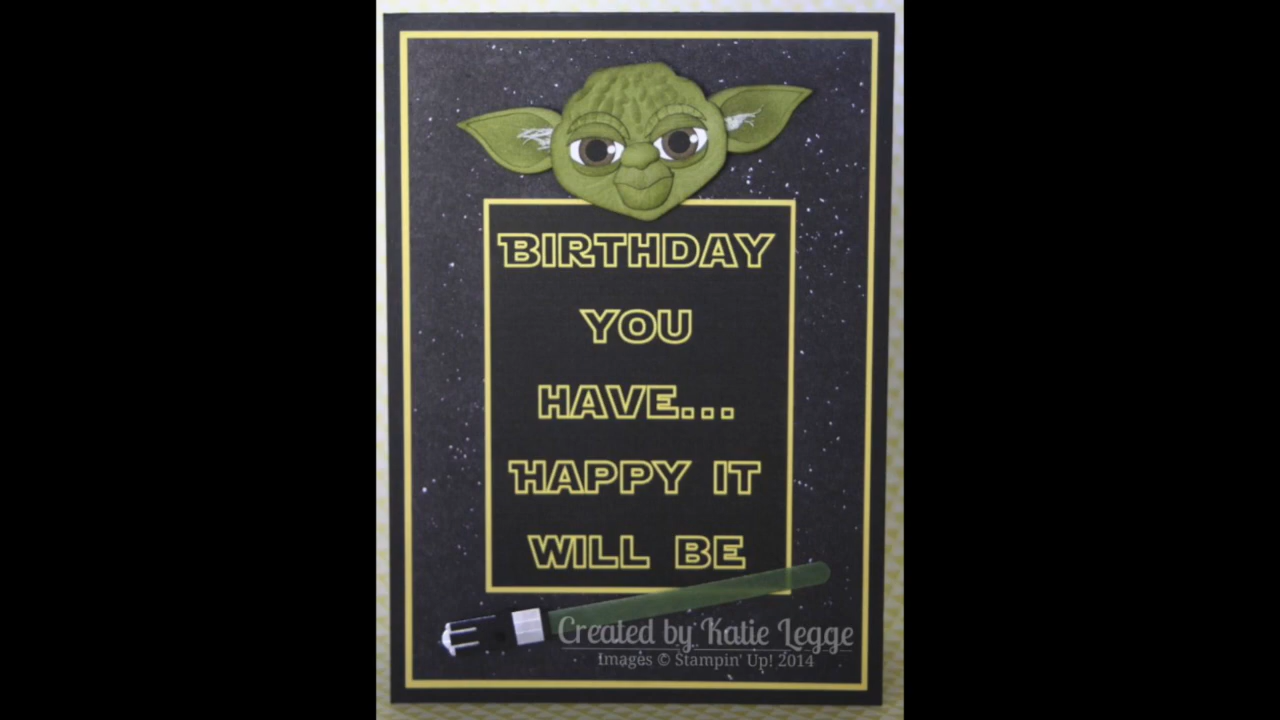 BIRTHDAY
YOU
HAVE...
HAPPY IT
WILL BE
Created by Katie Legge
Images © Stampin' Up! 2014